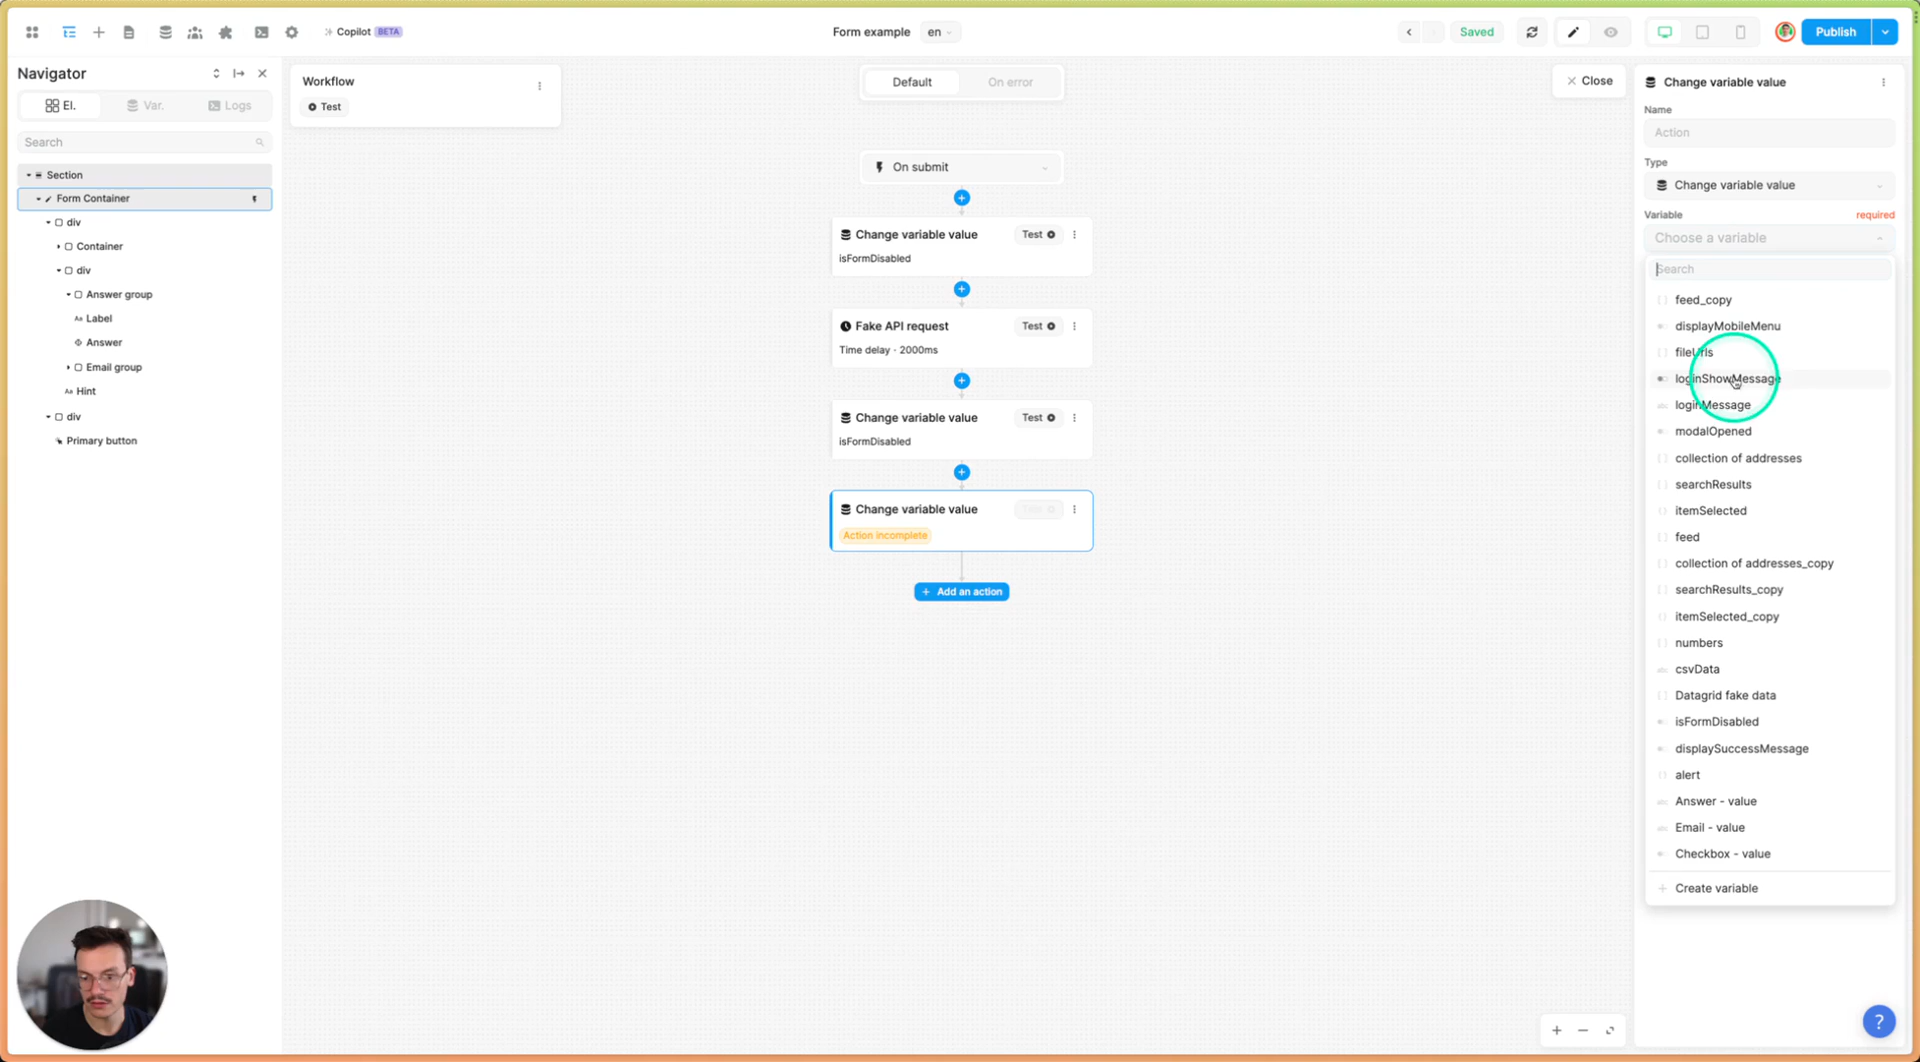 Copilot BETA
Form example
en
Saved
Publish
Navigator
El.
Var.
Logs
Search
Section
Form Container
div
Container
div
Answer group
Label
Answer
Email group
Hint
div
Primary button
Workflow
Test
Default
On error
Close
On submit
Change variable value
Test
isFormDisabled
Fake API request
Test
Time delay - 2000ms
Change variable value
Test
isFormDisabled
Change variable value
Test
Action incomplete
+ Add an action
Change variable value
Name
Action
Type
Change variable value
Variable
required
Choose a variable
Search
feed_copy
displayMobileMenu
fileUrls
loginShowMessage
loginMessage
modalOpened
collection of addresses
searchResults
itemSelected
feed
collection of addresses_copy
searchResults_copy
itemSelected_copy
numbers
csvData
Datagrid fake data
isFormDisabled
displaySuccessMessage
alert
Answer - value
Email - value
Checkbox - value
+ Create variable
?